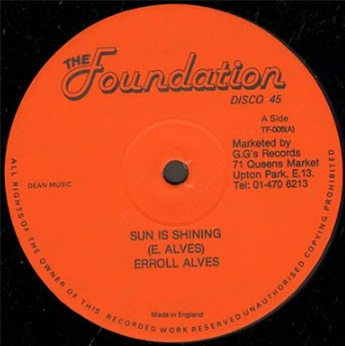 THE
Foundation
DISCO 45
A Side
TF-006(A)
Marketed by
G.G's Records
71 Queens Market
Upton Park, E.13.
Tel: 01-470 6213
DEAN MUSIC
SUN IS SHINING
(E. ALVES)
ERROLL ALVES
Made in England
ALL RIGHTS OF THE OWNER OF THIS RECORDED WORK RESERVED UNAUTHORISED COPYING PROHIBITED